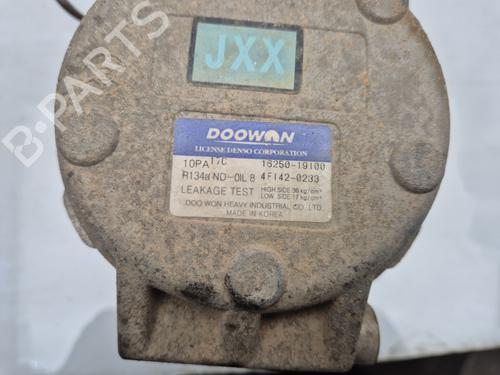 JXX
DOOWON
LICENSE DENSO CORPORATION
10PA17C 16250-19100
R134a ND-OIL 8 4F142-0233
LEAKAGE TEST HIGH SIDE 36 kg/cm² LOW SIDE 17 kg/cm²
DOO WON HEAVY INDUSTRIAL CO., LTD.
MADE IN KOREA
B-PARTS